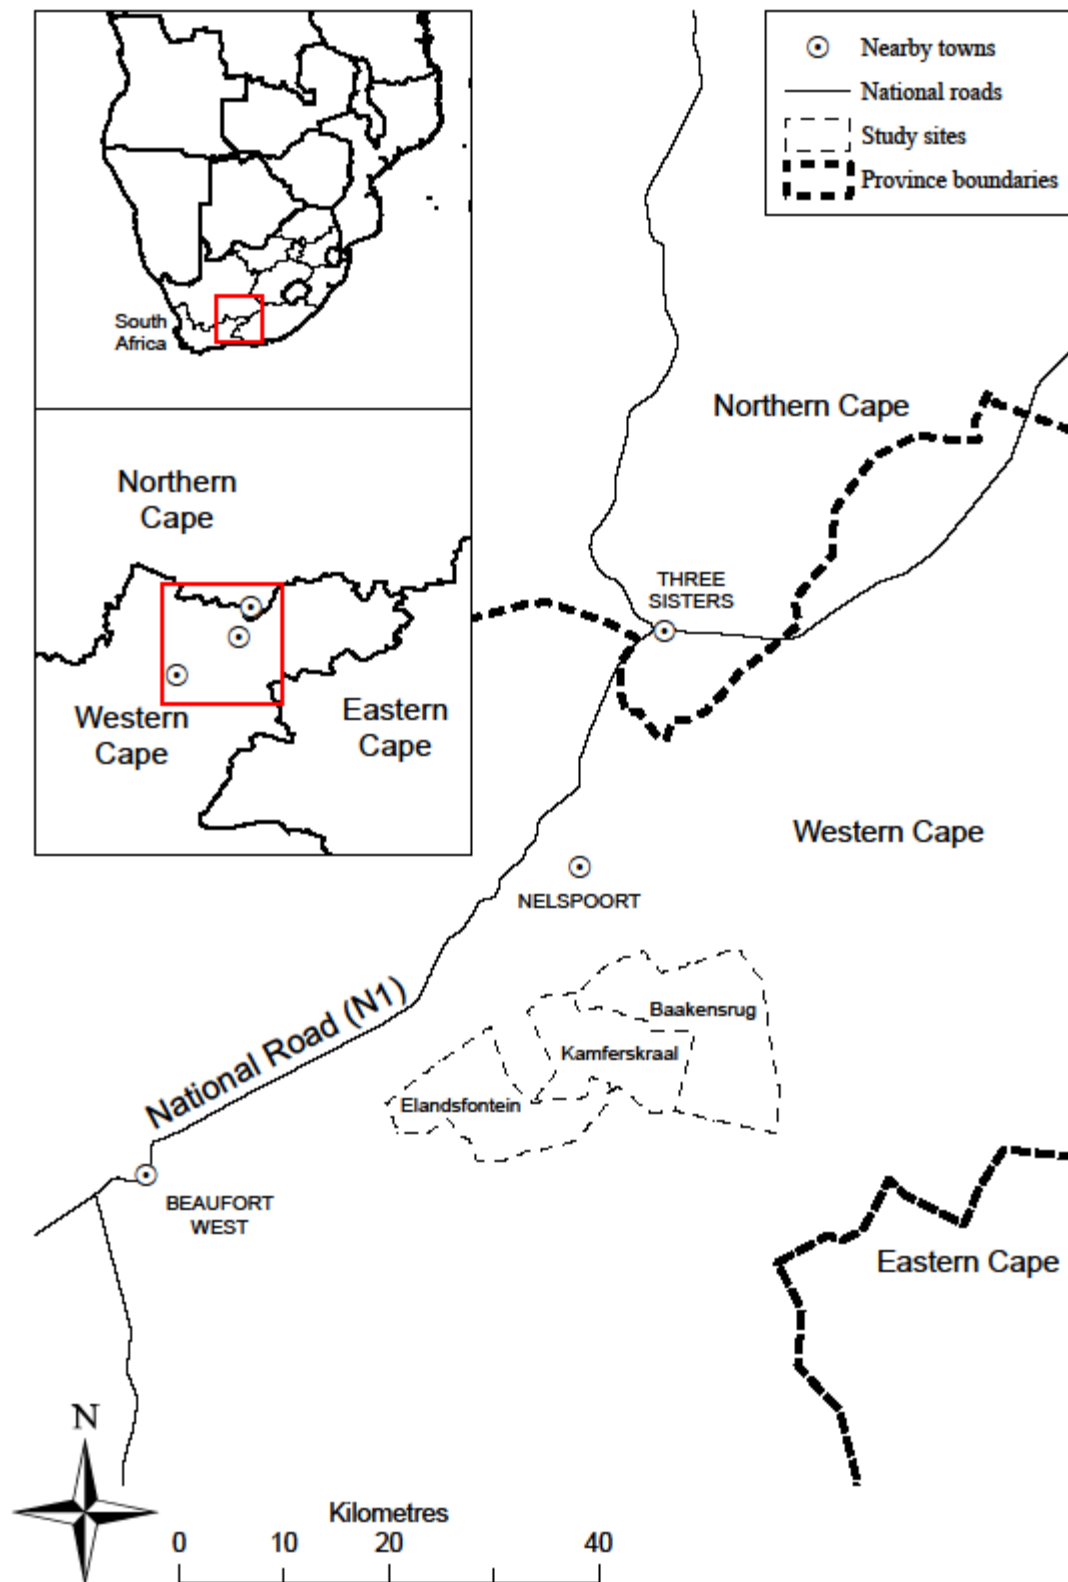 South
Africa
Northern
Cape
Western
Cape
Eastern
Cape
Nearby towns
National roads
Study sites
Province boundaries
Northern Cape
THREE
SISTERS
Western Cape
NELSPOORT
National Road (N1)
Baakensrug
Kamferskraal
Elandsfontein
BEAUFORT
WEST
Eastern Cape
N
Kilometres
0 10 20 40